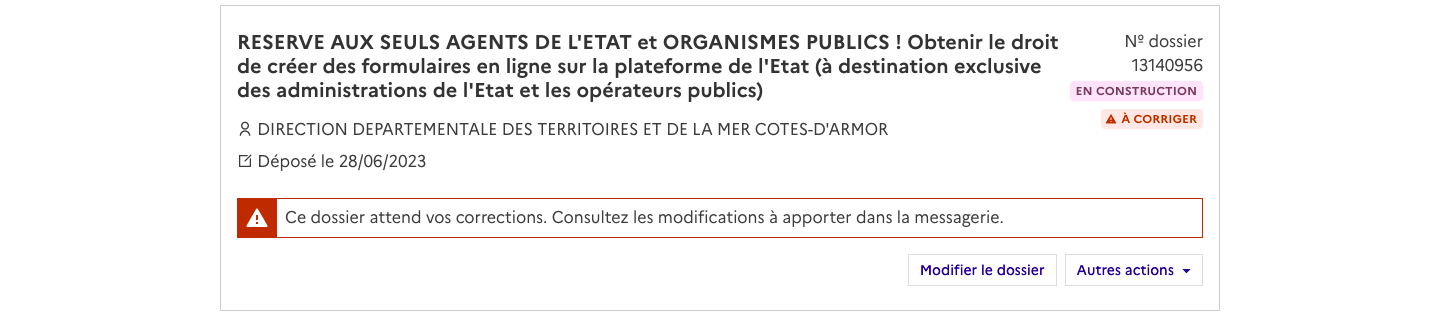 RESERVE AUX SEULS AGENTS DE L'ETAT et ORGANISMES PUBLICS ! Obtenir le droit
de créer des formulaires en ligne sur la plateforme de l'Etat (à destination exclusive
des administrations de l'Etat et les opérateurs publics)
Nº dossier
13140956
EN CONSTRUCTION
À CORRIGER
DIRECTION DEPARTEMENTALE DES TERRITOIRES ET DE LA MER COTES-D'ARMOR
Déposé le 28/06/2023
Ce dossier attend vos corrections. Consultez les modifications à apporter dans la messagerie.
Modifier le dossier
Autres actions